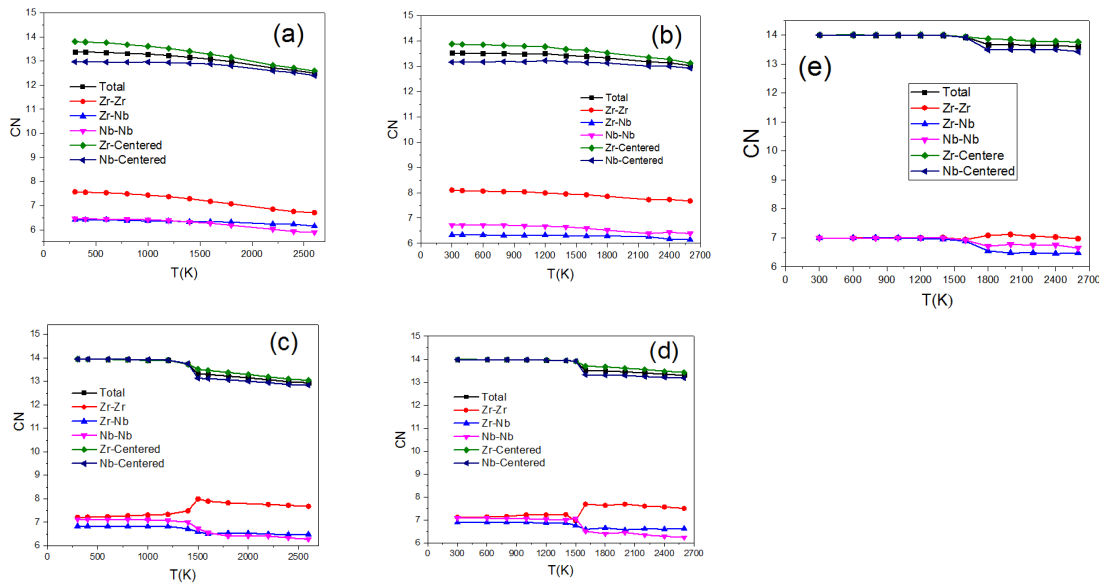 (a)
CN
15
14
13
12
11
10
9
8
7
6
Total
Zr-Zr
Zr-Nb
Nb-Nb
Zr-Centered
Nb-Centered
0 500 1000 1500 2000 2500
T(K)
(b)
CN
15
14
13
12
11
10
9
8
7
6
Total
Zr-Zr
Zr-Nb
Nb-Nb
Zr-Centered
Nb-Centered
0 300 600 900 1200 1500 1800 2100 2400 2700
T(K)
(e)
CN
14
13
12
11
10
9
8
7
6
Total
Zr-Zr
Zr-Nb
Nb-Nb
Zr-Centere
Nb-Centered
0 300 600 900 1200 1500 1800 2100 2400 2700
T(K)
(c)
CN
15
14
13
12
11
10
9
8
7
6
Total
Zr-Zr
Zr-Nb
Nb-Nb
Zr-Centered
Nb-Centered
0 500 1000 1500 2000 2500
T(K)
(d)
CN
15
14
13
12
11
10
9
8
7
6
Total
Zr-Zr
Zr-Nb
Nb-Nb
Zr-Centered
Nb-Centered
0 300 600 900 1200 1500 1800 2100 2400 2700
T(K)